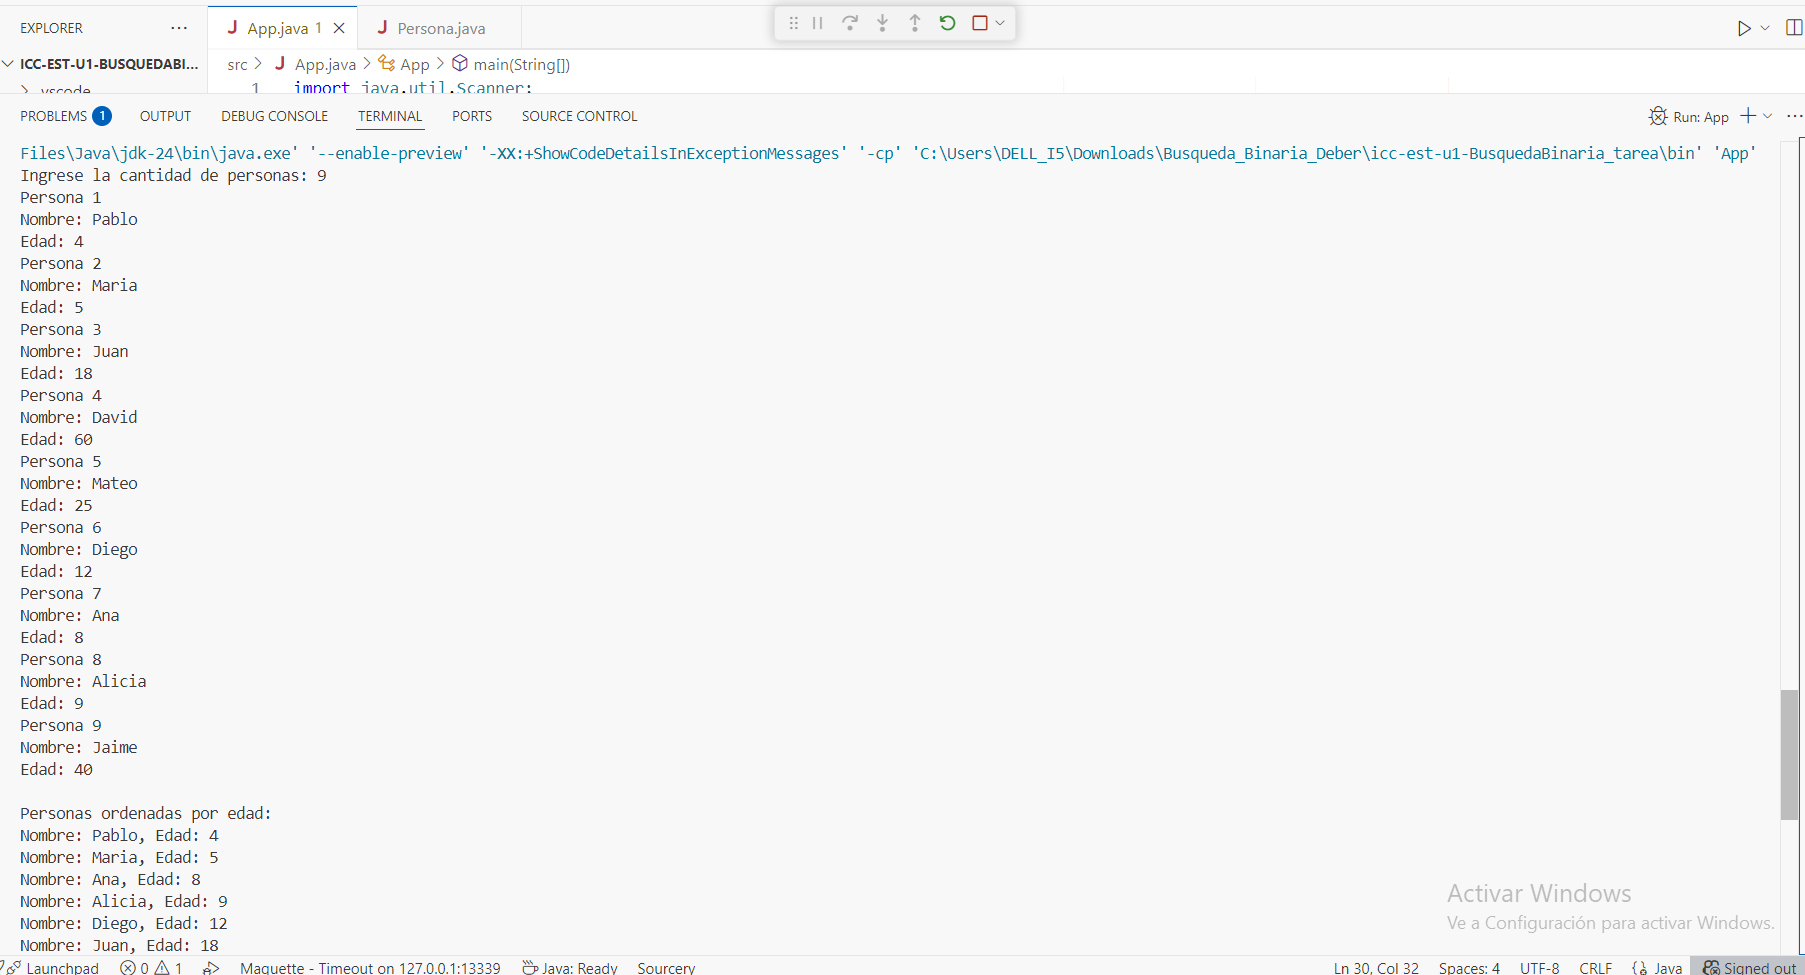 EXPLORER
App.java 1
Persona.java
ICC-EST-U1-BUSQUEDABI...
src > App.java > App > main(String[])
.vscode
1 import java.util.Scanner;
PROBLEMS 1 OUTPUT DEBUG CONSOLE TERMINAL PORTS SOURCE CONTROL
Run: App
Files\Java\jdk-24\bin\java.exe' '--enable-preview' '-XX:+ShowCodeDetailsInExceptionMessages' '-cp' 'C:\Users\DELL_I5\Downloads\Busqueda_Binaria_Deber\icc-est-u1-BusquedaBinaria_tarea\bin' 'App'
Ingrese la cantidad de personas: 9
Persona 1
Nombre: Pablo
Edad: 4
Persona 2
Nombre: Maria
Edad: 5
Persona 3
Nombre: Juan
Edad: 18
Persona 4
Nombre: David
Edad: 60
Persona 5
Nombre: Mateo
Edad: 25
Persona 6
Nombre: Diego
Edad: 12
Persona 7
Nombre: Ana
Edad: 8
Persona 8
Nombre: Alicia
Edad: 9
Persona 9
Nombre: Jaime
Edad: 40
Personas ordenadas por edad:
Nombre: Pablo, Edad: 4
Nombre: Maria, Edad: 5
Nombre: Ana, Edad: 8
Nombre: Alicia, Edad: 9
Nombre: Diego, Edad: 12
Nombre: Juan, Edad: 18
Activar Windows
Ve a Configuración para activar Windows.
Launchpad 0 1 Maquette - Timeout on 127.0.0.1:13339 Java: Ready Sourcery Ln 30, Col 32 Spaces: 4 UTF-8 CRLF Java Signed out